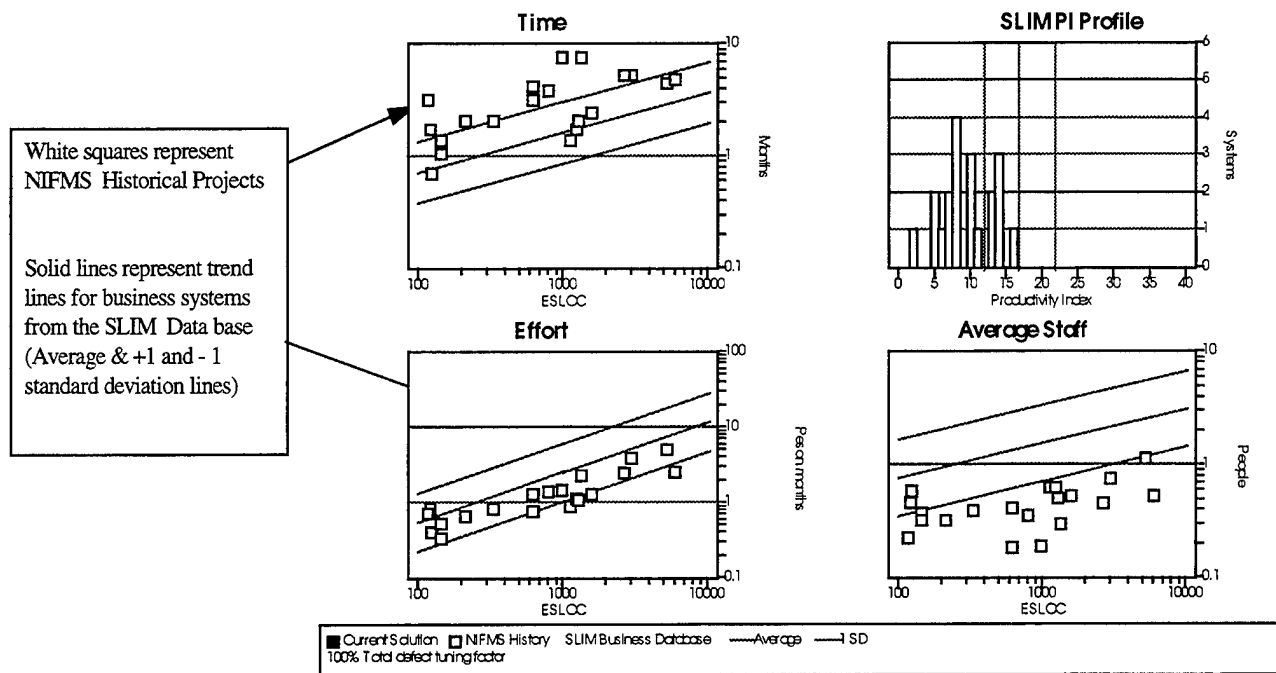 White squares represent
NIFMS Historical Projects
Solid lines represent trend
lines for business systems
from the SLIM Data base
(Average & +1 and - 1
standard deviation lines)
Time
10
1
0.1
Months
100 1000 10000
ESLOC
SLIM PI Profile
6
5
4
3
2
1
0
Systems
0 5 10 15 20 25 30 35 40
Productivity Index
Effort
100
10
1
0.1
Person months
100 1000 10000
ESLOC
Average Staff
10
1
0.1
People
100 1000 10000
ESLOC
Current Solution NIFMS History SLIM Business Database Average 1 SD
100% Total defect tuning factor